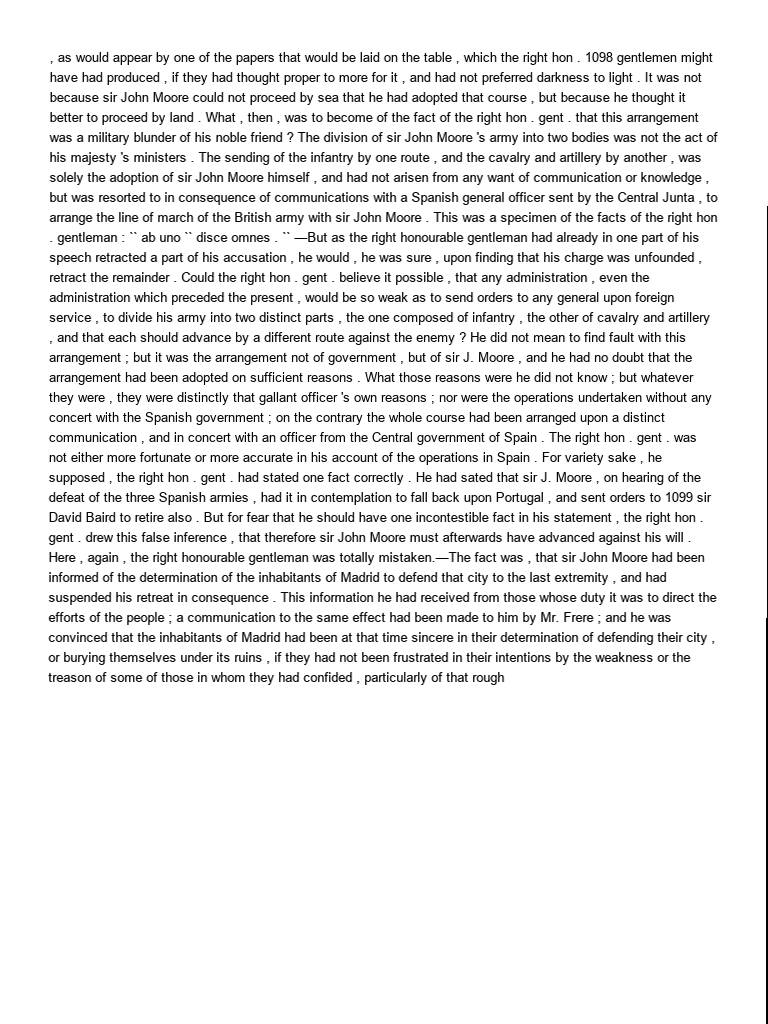 , as would appear by one of the papers that would be laid on the table , which the right hon . 1098 gentlemen might
have had produced , if they had thought proper to more for it , and had not preferred darkness to light . It was not
because sir John Moore could not proceed by sea that he had adopted that course , but because he thought it
better to proceed by land . What , then , was to become of the fact of the right hon . gent . that this arrangement
was a military blunder of his noble friend ? The division of sir John Moore 's army into two bodies was not the act of
his majesty 's ministers . The sending of the infantry by one route , and the cavalry and artillery by another , was
solely the adoption of sir John Moore himself , and had not arisen from any want of communication or knowledge ,
but was resorted to in consequence of communications with a Spanish general officer sent by the Central Junta , to
arrange the line of march of the British army with sir John Moore . This was a specimen of the facts of the right hon
. gentleman : `` ab uno `` disce omnes . `` —But as the right honourable gentleman had already in one part of his
speech retracted a part of his accusation , he would , he was sure , upon finding that his charge was unfounded ,
retract the remainder . Could the right hon . gent . believe it possible , that any administration , even the
administration which preceded the present , would be so weak as to send orders to any general upon foreign
service , to divide his army into two distinct parts , the one composed of infantry , the other of cavalry and artillery
, and that each should advance by a different route against the enemy ? He did not mean to find fault with this
arrangement ; but it was the arrangement not of government , but of sir J. Moore , and he had no doubt that the
arrangement had been adopted on sufficient reasons . What those reasons were he did not know ; but whatever
they were , they were distinctly that gallant officer 's own reasons ; nor were the operations undertaken without any
concert with the Spanish government ; on the contrary the whole course had been arranged upon a distinct
communication , and in concert with an officer from the Central government of Spain . The right hon . gent . was
not either more fortunate or more accurate in his account of the operations in Spain . For variety sake , he
supposed , the right hon . gent . had stated one fact correctly . He had sated that sir J. Moore , on hearing of the
defeat of the three Spanish armies , had it in contemplation to fall back upon Portugal , and sent orders to 1099 sir
David Baird to retire also . But for fear that he should have one incontestible fact in his statement , the right hon .
gent . drew this false inference , that therefore sir John Moore must afterwards have advanced against his will .
Here , again , the right honourable gentleman was totally mistaken.—The fact was , that sir John Moore had been
informed of the determination of the inhabitants of Madrid to defend that city to the last extremity , and had
suspended his retreat in consequence . This information he had received from those whose duty it was to direct the
efforts of the people ; a communication to the same effect had been made to him by Mr. Frere ; and he was
convinced that the inhabitants of Madrid had been at that time sincere in their determination of defending their city ,
or burying themselves under its ruins , if they had not been frustrated in their intentions by the weakness or the
treason of some of those in whom they had confided , particularly of that rough